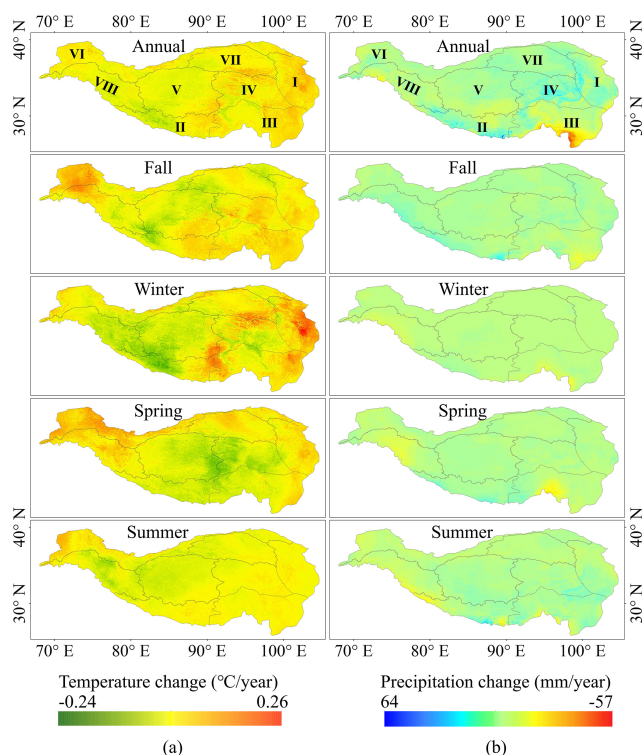 70° E 80° E 90° E 100° E 70° E 80° E 90° E 100° E
40° N
30° N
Annual
VI
VII
I
VIII
V
IV
II
III
Annual
VI
VII
I
VIII
V
IV
II
III
40° N
30° N
Fall
Fall
Winter
Winter
Spring
Spring
40° N
30° N
Summer
Summer
40° N
30° N
70° E 80° E 90° E 100° E 70° E 80° E 90° E 100° E
Temperature change (°C/year)
-0.24 0.26
Precipitation change (mm/year)
64 -57
(a) (b)